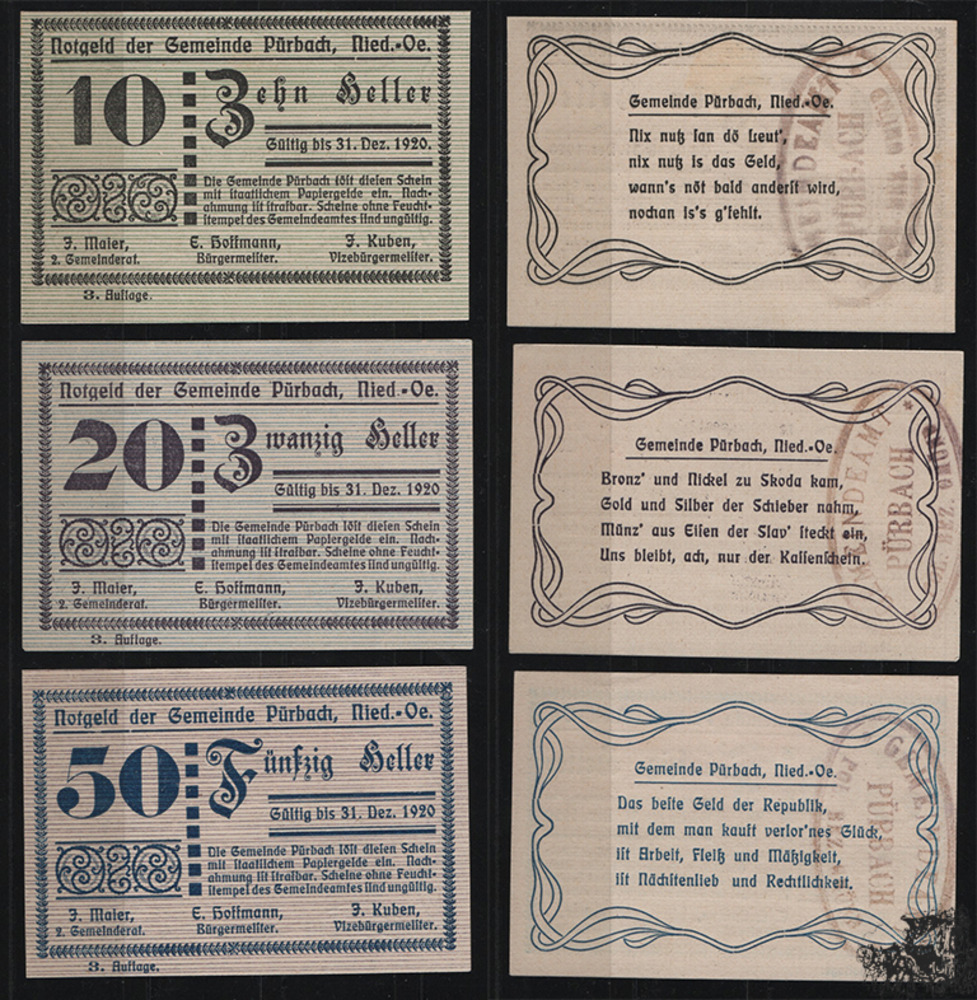 Notgeld der Gemeinde Pürbach, Nied.-Oe.
10 Zehn Heller
Gültig bis 31. Dez. 1920.
Die Gemeinde Pürbach löst diesen Schein
mit staatlichem Papiergelde ein. Nach-
ahmung ist strafbar. Scheine ohne Feucht-
stempel des Gemeindeamtes sind ungültig.
J. Maier, E. Hoffmann, J. Kuben,
2. Gemeinderat. Bürgermeister. Vizebürgermeister.
3. Auflage.
Gemeinde Pürbach, Nied.-Oe.
Nix nutz san dö Leut',
nix nutz is das Geld,
wann's nöt bald anderst wird,
nochan is's g'fehlt.
Notgeld der Gemeinde Pürbach, Nied.-Oe.
20 Zwanzig Heller
Gültig bis 31. Dez. 1920
Die Gemeinde Pürbach löst diesen Schein
mit staatlichem Papiergelde ein. Nach-
ahmung ist strafbar. Scheine ohne Feucht-
stempel des Gemeindeamtes sind ungültig.
J. Maier, E. Hoffmann, J. Kuben,
2. Gemeinderat. Bürgermeister. Vizebürgermeister.
3. Auflage.
Gemeinde Pürbach, Nied.-Oe.
Bronz' und Nickel zu Skoda kam,
Gold und Silber der Schieber nahm,
Münz' aus Eisen der Slav' steckt ein,
Uns bleibt, ach, nur der Kassenschein.
PÜRBACH
Notgeld der Gemeinde Pürbach, Nied.-Oe.
50 Fünfzig Heller
Gültig bis 31. Dez. 1920
Die Gemeinde Pürbach löst diesen Schein
mit staatlichem Papiergelde ein. Nach-
ahmung ist strafbar. Scheine ohne Feucht-
stempel des Gemeindeamtes sind ungültig.
J. Maier, E. Hoffmann, J. Kuben,
2. Gemeinderat. Bürgermeister. Vizebürgermeister.
3. Auflage.
Gemeinde Pürbach, Nied.-Oe.
Das beste Geld der Republik,
mit dem man kauft verlor'nes Glück,
ist Arbeit, Fleiß und Mäßigkeit,
ist Nächstenlieb und Rechtlichkeit.
PÜRBACH